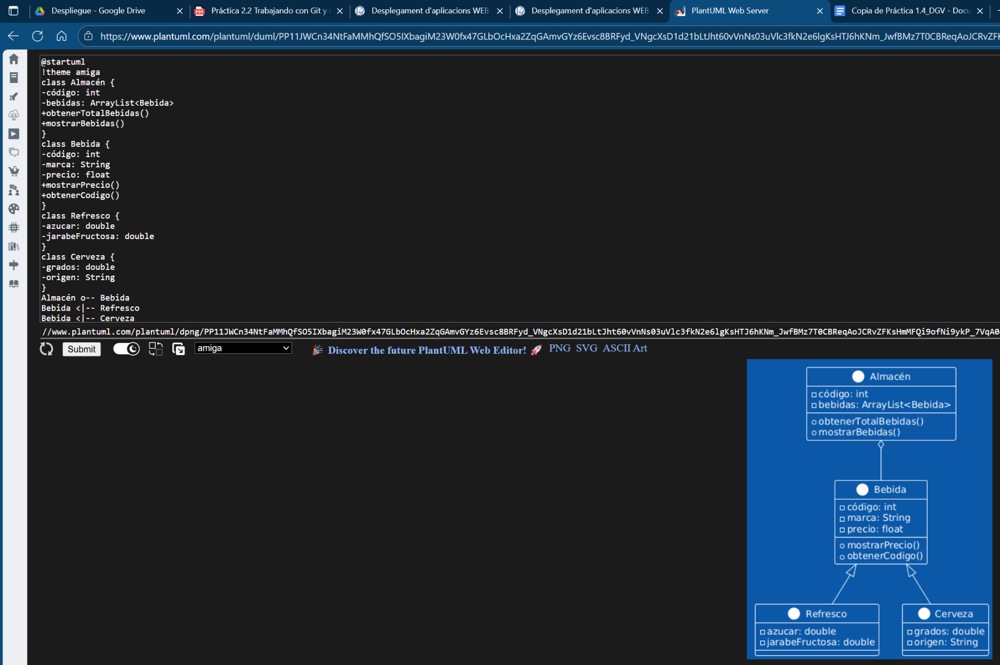 Despliegue - Google Drive
Práctica 2.2 Trabajando con Git y
Desplegament d'aplicacions WEB
Desplegament d'aplicacions WEB
PlantUML Web Server
Copia de Práctica 1.4_DGV - Docu
https://www.plantuml.com/plantuml/duml/
@startuml
!theme amiga
class Almacén {
-código: int
-bebidas: ArrayList<Bebida>
+obtenerTotalBebidas()
+mostrarBebidas()
}
class Bebida {
-código: int
-marca: String
-precio: float
+mostrarPrecio()
+obtenerCodigo()
}
class Refresco {
-azucar: double
-jarabeFructosa: double
}
class Cerveza {
-grados: double
-origen: String
}
Almacén o-- Bebida
Bebida <|-- Refresco
Bebida <|-- Cerveza
//www.plantuml.com/plantuml/dpng/
Submit
amiga
Discover the future PlantUML Web Editor!
PNG SVG ASCII Art
Almacén
código: int
bebidas: ArrayList<Bebida>
obtenerTotalBebidas()
mostrarBebidas()
Bebida
código: int
marca: String
precio: float
mostrarPrecio()
obtenerCodigo()
Refresco
azucar: double
jarabeFructosa: double
Cerveza
grados: double
origen: String